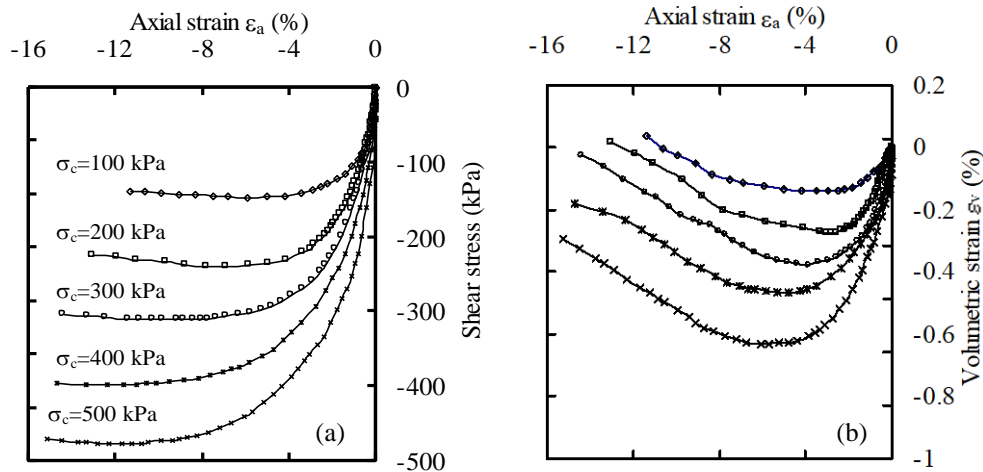 Axial strain εa (%)
-16 -12 -8 -4 0
0
-100
-200
-300
-400
-500
Shear stress (kPa)
σc=100 kPa
σc=200 kPa
σc=300 kPa
σc=400 kPa
σc=500 kPa
(a)
Axial strain εa (%)
-16 -12 -8 -4 0
0.2
0
-0.2
-0.4
-0.6
-0.8
-1
Volumetric strain εv (%)
(b)